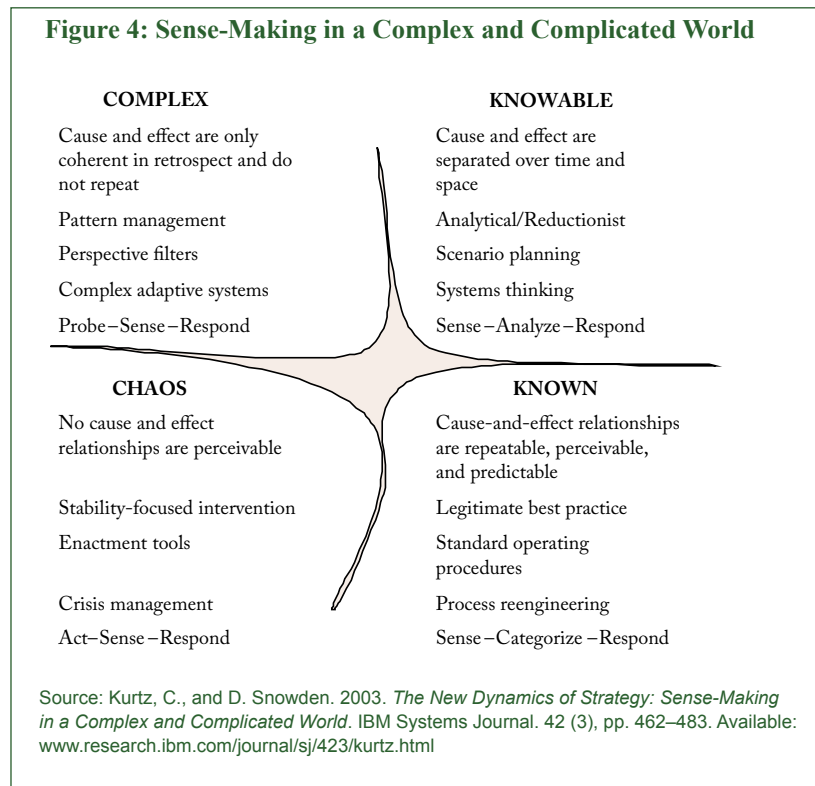 Figure 4: Sense-Making in a Complex and Complicated World
COMPLEX
Cause and effect are only
coherent in retrospect and do
not repeat
Pattern management
Perspective filters
Complex adaptive systems
Probe–Sense–Respond
KNOWABLE
Cause and effect are
separated over time and
space
Analytical/Reductionist
Scenario planning
Systems thinking
Sense–Analyze–Respond
CHAOS
No cause and effect
relationships are perceivable
Stability-focused intervention
Enactment tools
Crisis management
Act–Sense–Respond
KNOWN
Cause-and-effect relationships
are repeatable, perceivable,
and predictable
Legitimate best practice
Standard operating
procedures
Process reengineering
Sense–Categorize–Respond
Source: Kurtz, C., and D. Snowden. 2003. The New Dynamics of Strategy: Sense-Making
in a Complex and Complicated World. IBM Systems Journal. 42 (3), pp. 462–483. Available:
www.research.ibm.com/journal/sj/423/kurtz.html